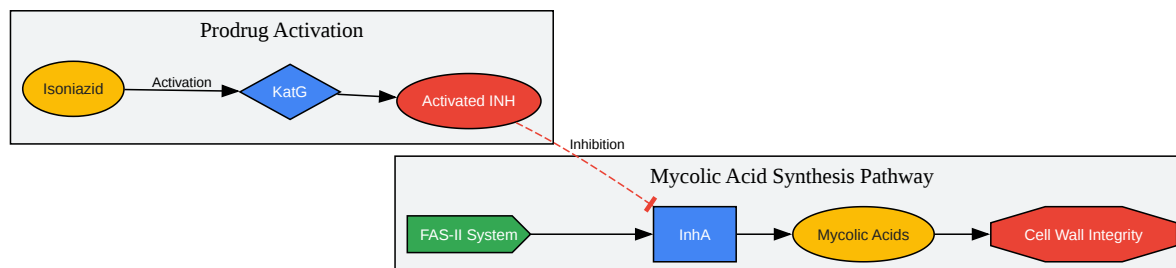 Prodrug Activation
Isoniazid
Activation
KatG
Activated INH
Inhibition
Mycolic Acid Synthesis Pathway
FAS-II System
InhA
Mycolic Acids
Cell Wall Integrity